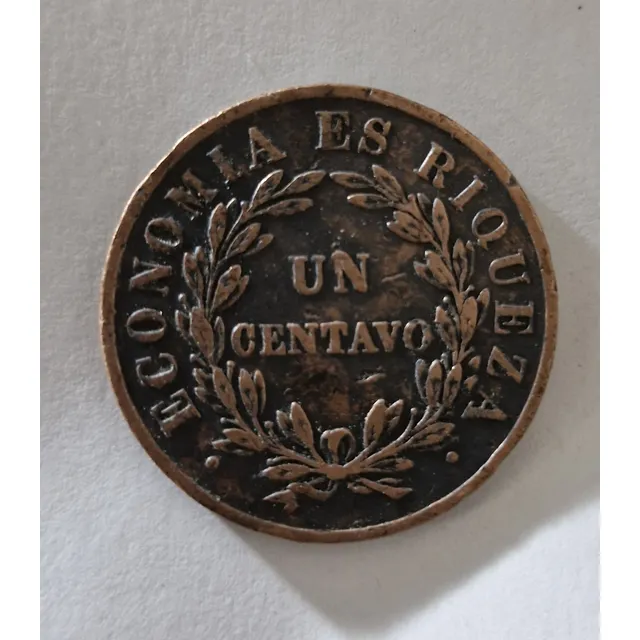 · ECONOMIA ES RIQUEZA ·
UN
CENTAVO